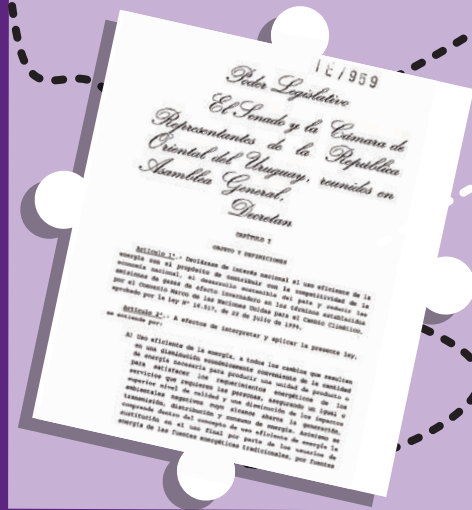 IE/959
Poder Legislativo
El Senado y la Cámara de
Representantes de la República
Oriental del Uruguay, reunidos en
Asamblea General,
Decretan
CAPÍTULO I
OBJETO Y DEFINICIONES
Artículo 1º.- Declárase de interés nacional el uso eficiente de la
energía con el propósito de contribuir con la competitividad de la
economía nacional, el desarrollo sostenible del país y reducir las
emisiones de gases de efecto invernadero en los términos establecidos
por el Convenio Marco de las Naciones Unidas para el Cambio Climático,
aprobado por la Ley Nº 16.517, de 22 de julio de 1994.
Artículo 2º.- A efectos de interpretar y aplicar la presente ley,
se entiende por:
A) Uso eficiente de la energía, a todos los cambios que resulten
en una disminución económicamente conveniente de la cantidad
de energía necesaria para producir una unidad de producto o
para satisfacer los requerimientos energéticos de los
servicios que requieren las personas, asegurando un igual o
superior nivel de calidad y una disminución de los impactos
ambientales negativos cuyo alcance abarca la generación,
transmisión, distribución y consumo de energía. Asimismo se
comprende dentro del concepto de uso eficiente de energía la
sustitución en el uso final por parte de los usuarios de
energía de las fuentes energéticas tradicionales, por fuentes